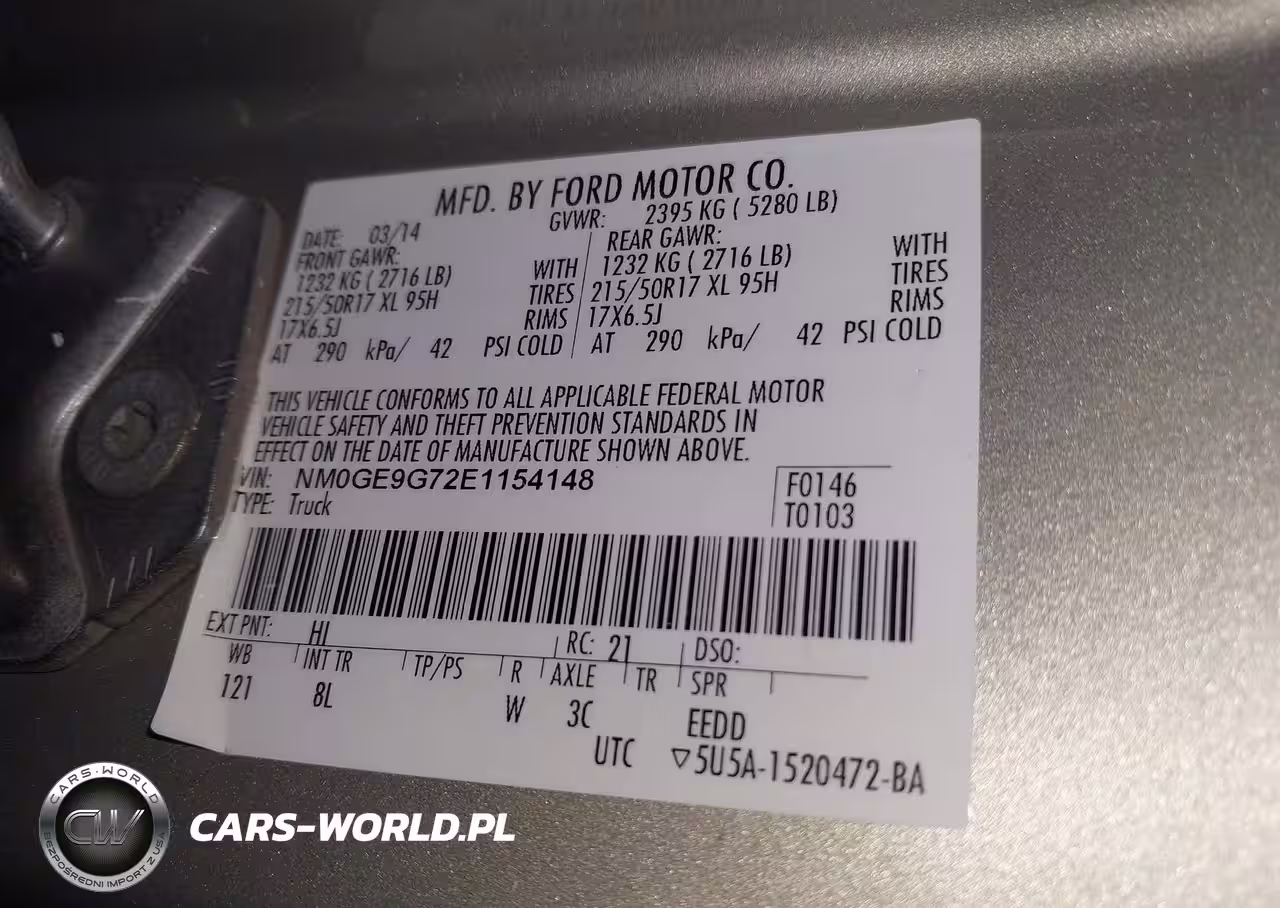 MFD. BY FORD MOTOR CO.
DATE: 03/14 GVWR: 2395 KG ( 5280 LB)
FRONT GAWR: REAR GAWR:
1232 KG ( 2716 LB) WITH 1232 KG ( 2716 LB) WITH
215/50R17 XL 95H TIRES 215/50R17 XL 95H TIRES
17X6.5J RIMS 17X6.5J RIMS
AT 290 kPa/ 42 PSI COLD AT 290 kPa/ 42 PSI COLD
THIS VEHICLE CONFORMS TO ALL APPLICABLE FEDERAL MOTOR
VEHICLE SAFETY AND THEFT PREVENTION STANDARDS IN
EFFECT ON THE DATE OF MANUFACTURE SHOWN ABOVE.
VIN: NM0GE9G72E1154148 F0146
TYPE: Truck T0103
EXT PNT: HI RC: 21 DSO:
WB INT TR TP/PS R AXLE TR SPR
121 8L W 3C EEDD
UTC ▽5U5A-1520472-BA
CARS-WORLD
CW
BEZPOŚREDNI IMPORT Z USA
CARS-WORLD.PL